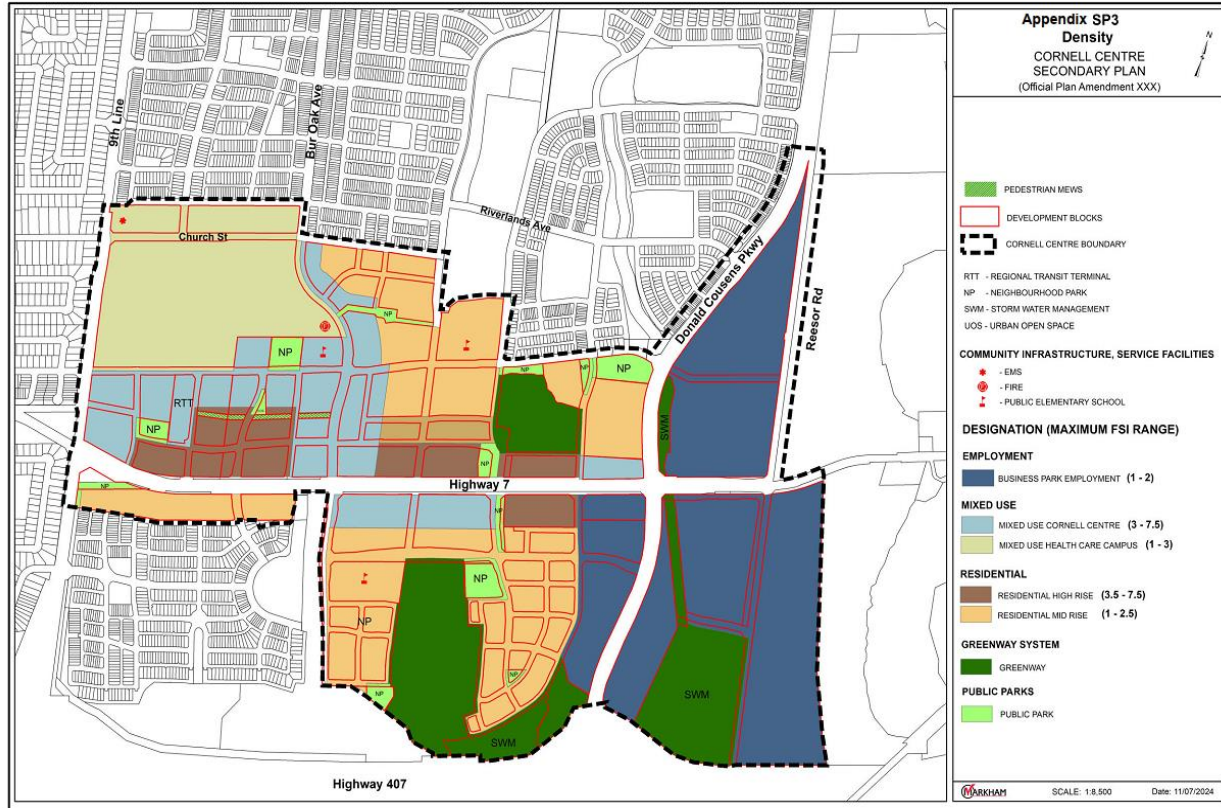 Appendix SP3
Density
CORNELL CENTRE
SECONDARY PLAN
(Official Plan Amendment XXX)
N
PEDESTRIAN MEWS
DEVELOPMENT BLOCKS
CORNELL CENTRE BOUNDARY
RTT - REGIONAL TRANSIT TERMINAL
NP - NEIGHBOURHOOD PARK
SWM - STORM WATER MANAGEMENT
UOS - URBAN OPEN SPACE
COMMUNITY INFRASTRUCTURE, SERVICE FACILITIES
- EMS
- FIRE
- PUBLIC ELEMENTARY SCHOOL
DESIGNATION (MAXIMUM FSI RANGE)
EMPLOYMENT
BUSINESS PARK EMPLOYMENT (1 - 2)
MIXED USE
MIXED USE CORNELL CENTRE (3 - 7.5)
MIXED USE HEALTH CARE CAMPUS (1 - 3)
RESIDENTIAL
RESIDENTIAL HIGH RISE (3.5 - 7.5)
RESIDENTIAL MID RISE (1 - 2.5)
GREENWAY SYSTEM
GREENWAY
PUBLIC PARKS
PUBLIC PARK
MARKHAM
SCALE: 1:8,500
Date: 11/07/2024
9th Line
Bur Oak Ave
Riverlands Ave
Church St
Donald Cousens Pkwy
Reesor Rd
NP
NP
NP
NP
NP
NP
RTT
NP
SWM
NP
Highway 7
NP
NP
NP
NP
NP
NP
SWM
SWM
Highway 407